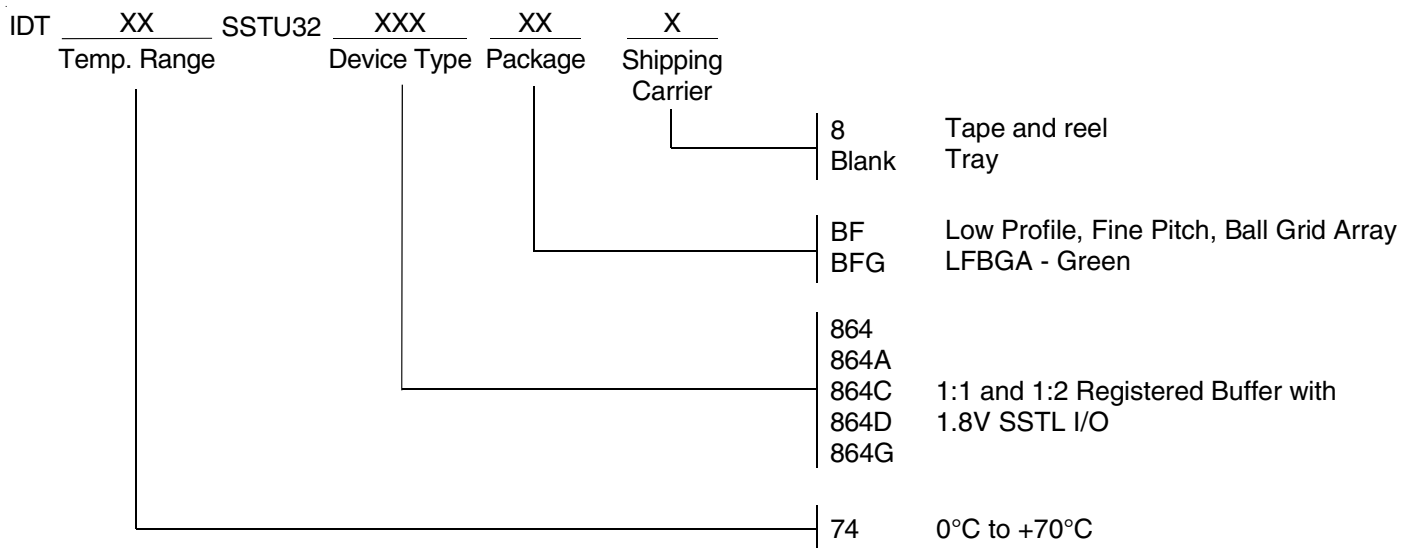 IDT XX SSTU32 XXX XX X
Temp. Range Device Type Package Shipping
Carrier
8 Tape and reel
Blank Tray
BF Low Profile, Fine Pitch, Ball Grid Array
BFG LFBGA - Green
864
864A
864C 1:1 and 1:2 Registered Buffer with
864D 1.8V SSTL I/O
864G
74 0°C to +70°C